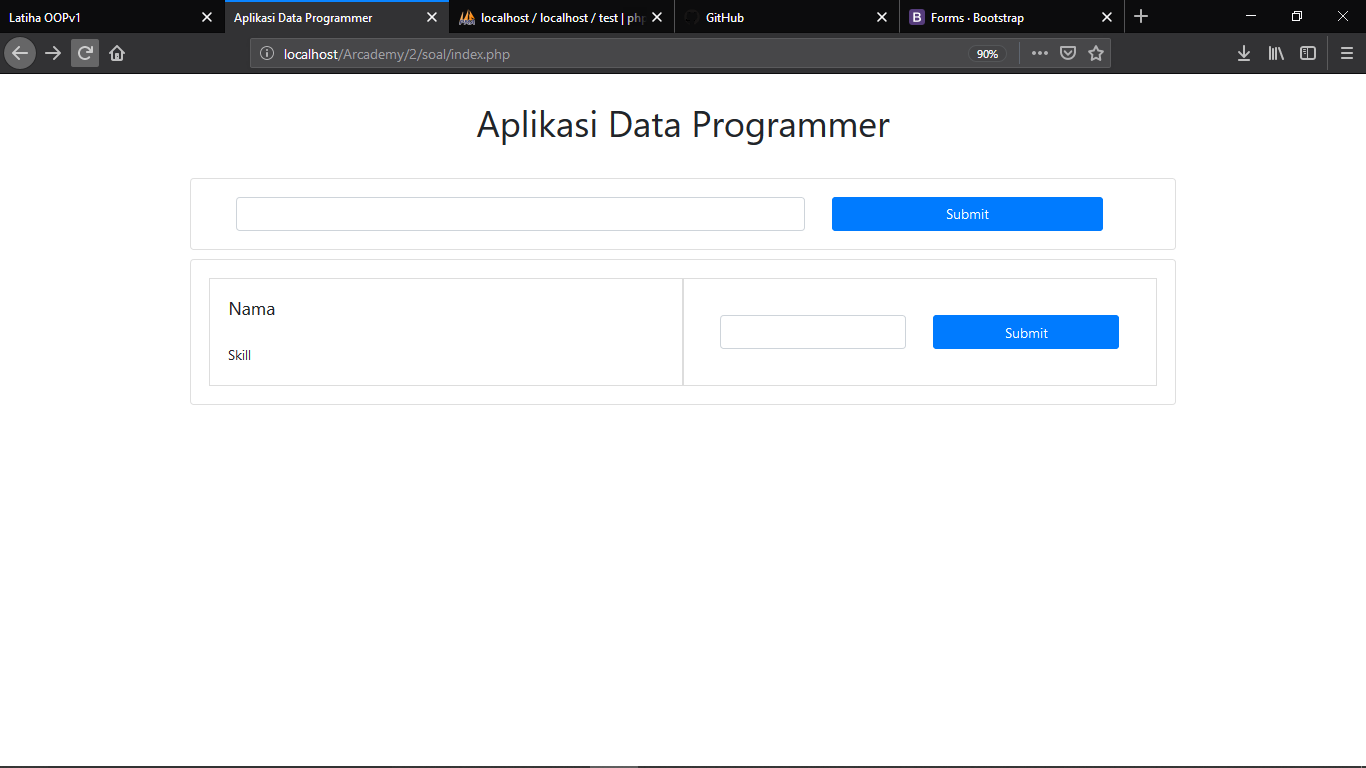 Latiha OOPv1
Aplikasi Data Programmer
localhost / localhost / test | php
GitHub
B Forms · Bootstrap
localhost/Arcademy/2/soal/index.php
90%
Aplikasi Data Programmer
Submit
Nama
Skill
Submit